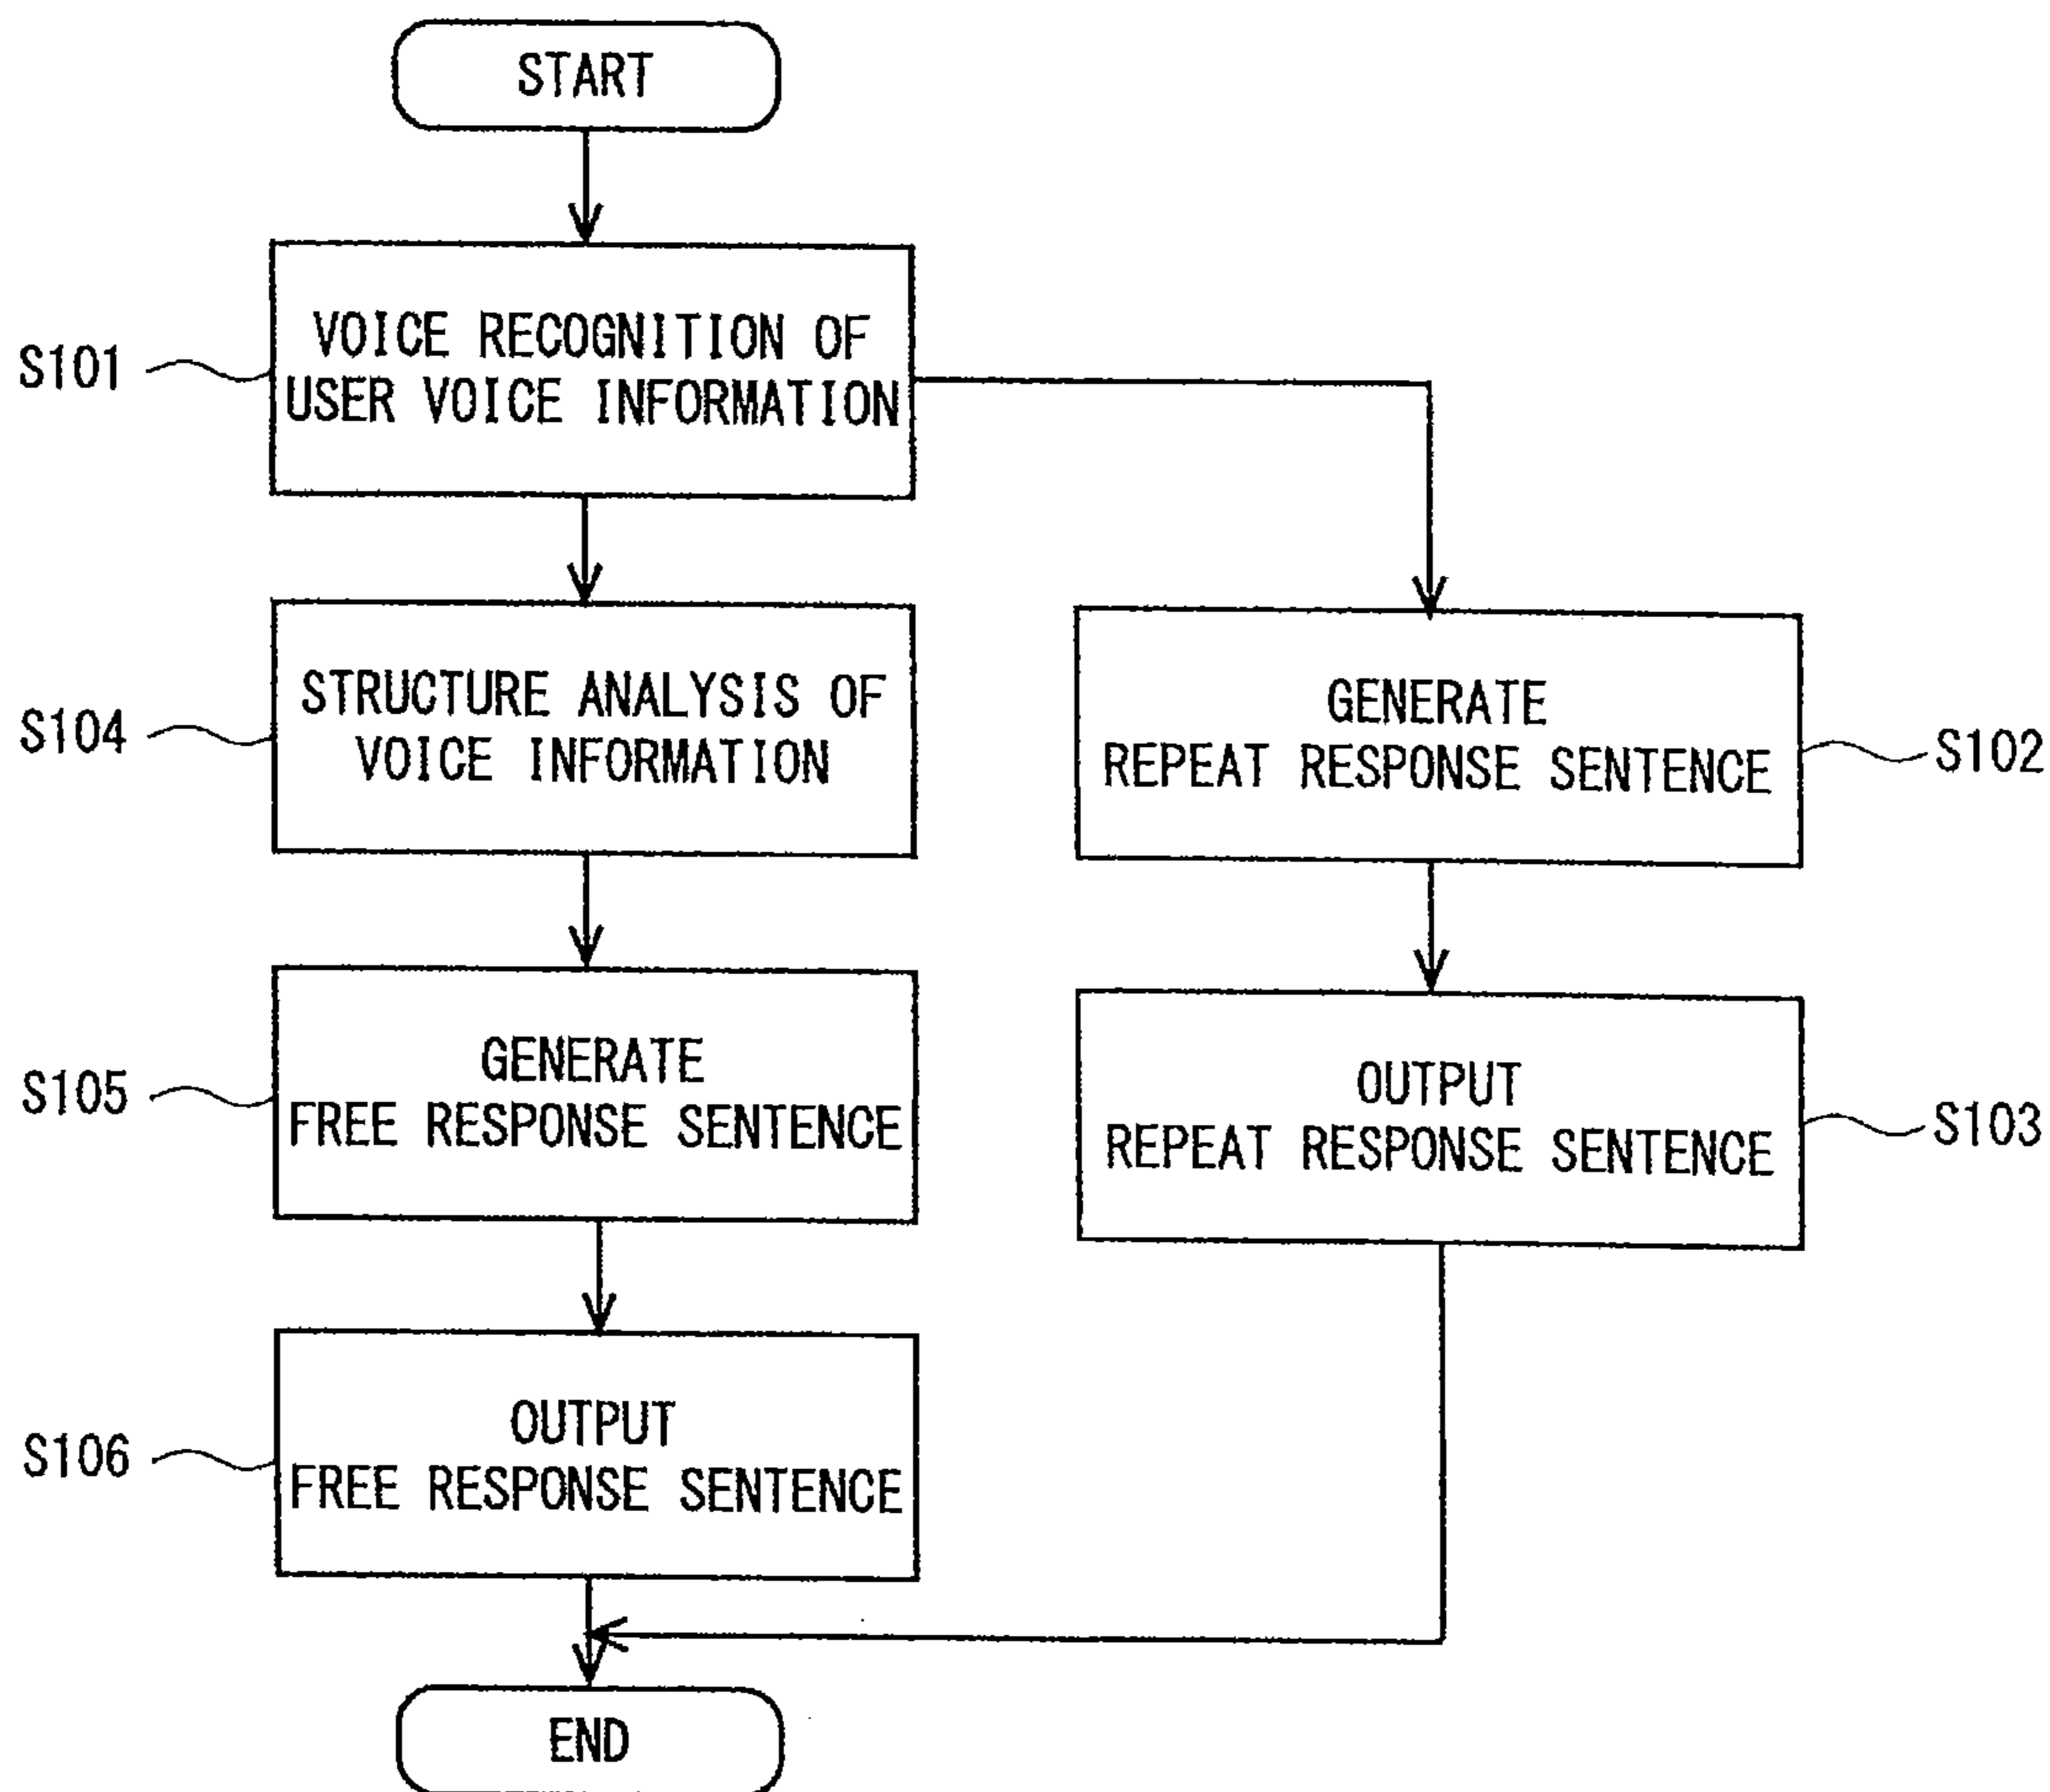 START
S101
VOICE RECOGNITION OF
USER VOICE INFORMATION
S104
STRUCTURE ANALYSIS OF
VOICE INFORMATION
GENERATE
REPEAT RESPONSE SENTENCE
S102
S105
GENERATE
FREE RESPONSE SENTENCE
OUTPUT
REPEAT RESPONSE SENTENCE
S103
S106
OUTPUT
FREE RESPONSE SENTENCE
END